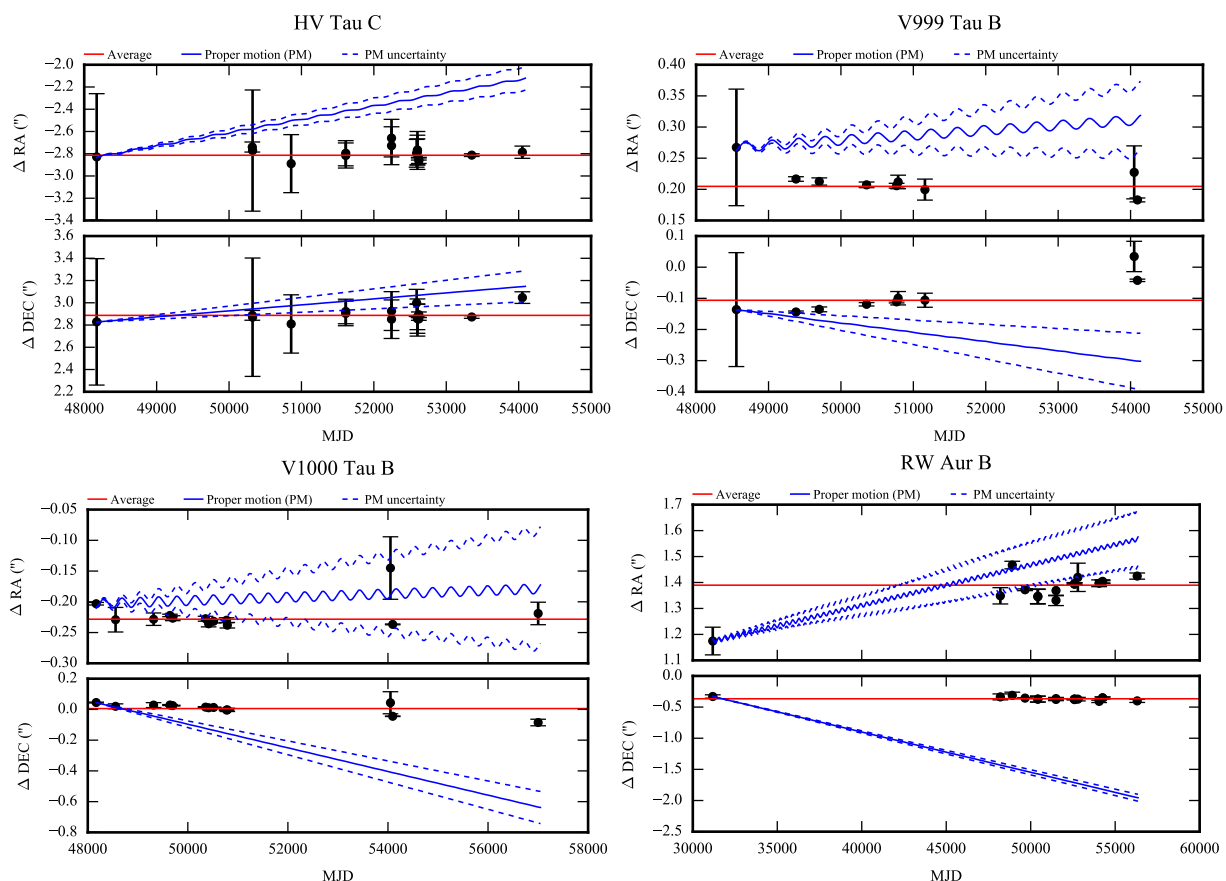 HV Tau C
Average Proper motion (PM) PM uncertainty
Δ RA (")
−2.0
−2.2
−2.4
−2.6
−2.8
−3.0
−3.2
−3.4
Δ DEC (")
3.6
3.4
3.2
3.0
2.8
2.6
2.4
2.2
48000 49000 50000 51000 52000 53000 54000 55000
MJD
V999 Tau B
Average Proper motion (PM) PM uncertainty
Δ RA (")
0.40
0.35
0.30
0.25
0.20
0.15
Δ DEC (")
0.1
0.0
−0.1
−0.2
−0.3
−0.4
48000 49000 50000 51000 52000 53000 54000 55000
MJD
V1000 Tau B
Average Proper motion (PM) PM uncertainty
Δ RA (")
−0.05
−0.10
−0.15
−0.20
−0.25
−0.30
Δ DEC (")
0.2
0.0
−0.2
−0.4
−0.6
−0.8
48000 50000 52000 54000 56000 58000
MJD
RW Aur B
Average Proper motion (PM) PM uncertainty
Δ RA (")
1.7
1.6
1.5
1.4
1.3
1.2
1.1
Δ DEC (")
0.0
−0.5
−1.0
−1.5
−2.0
−2.5
30000 35000 40000 45000 50000 55000 60000
MJD